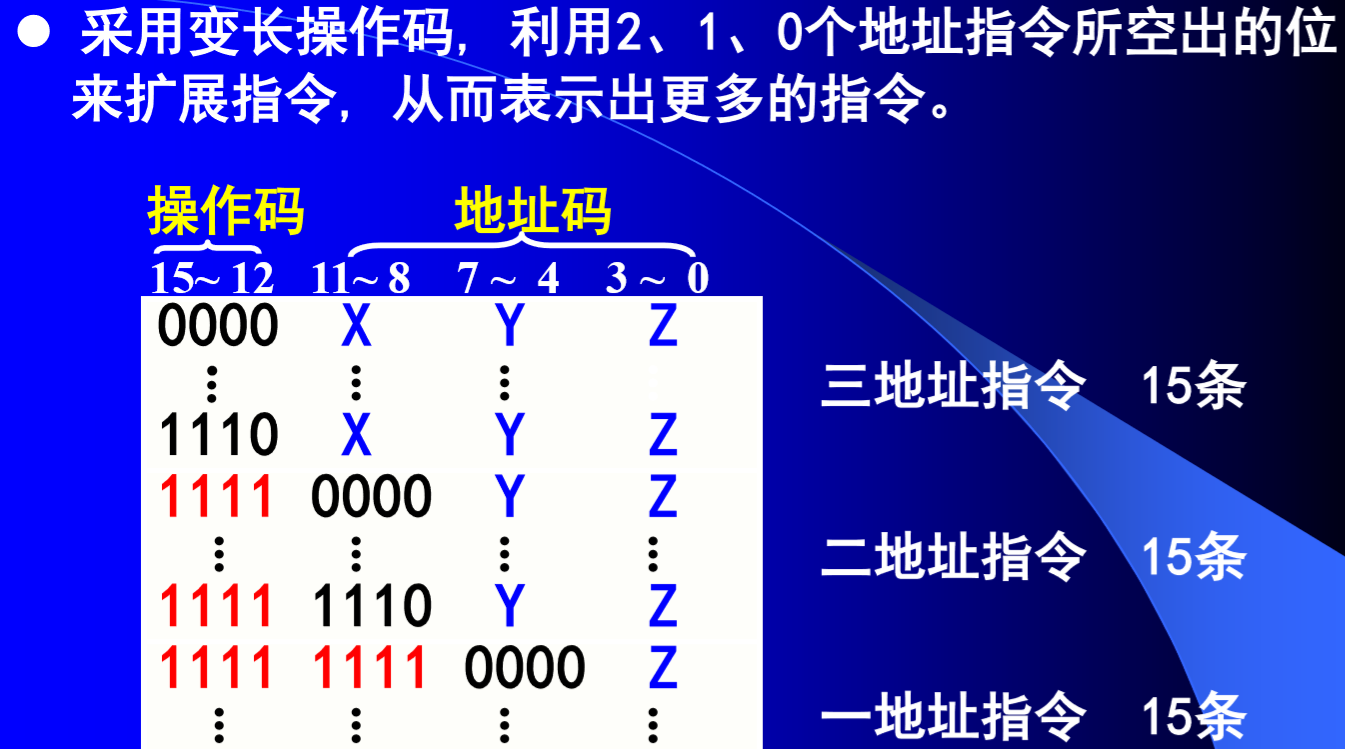 ● 采用变长操作码, 利用2、1、0个地址指令所空出的位
来扩展指令, 从而表示出更多的指令。
操作码 地址码
15~ 12 11~ 8 7 ~ 4 3 ~ 0
0000 X Y Z
⋮ ⋮ ⋮
三地址指令 15条
1110 X Y Z
1111 0000 Y Z
⋮ ⋮ ⋮ ⋮ 二地址指令 15条
1111 1110 Y Z
1111 1111 0000 Z
⋮ ⋮ ⋮ ⋮ 一地址指令 15条